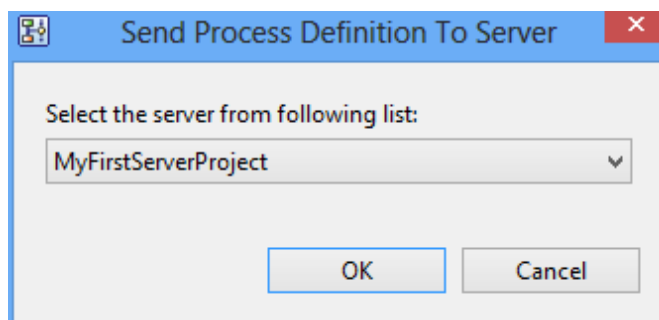 Send Process Definition To Server
Select the server from following list:
MyFirstServerProject
OK Cancel